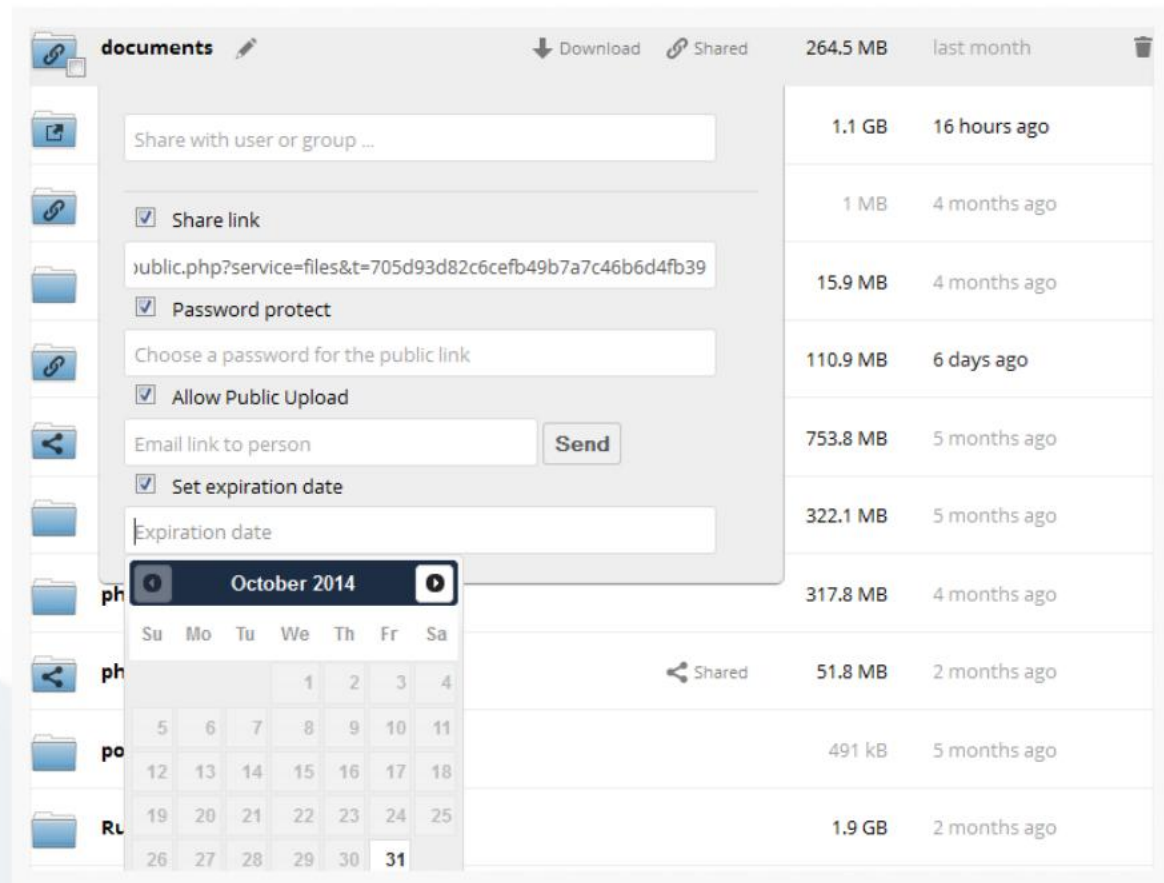 documents Download Shared 264.5 MB last month
Share with user or group ... 1.1 GB 16 hours ago
Share link 1 MB 4 months ago
public.php?service=files&t=705d93d82c6cefb49b7a7c46b6d4fb39 15.9 MB 4 months ago
Password protect
Choose a password for the public link 110.9 MB 6 days ago
Allow Public Upload
Email link to person Send 753.8 MB 5 months ago
Set expiration date
Expiration date 322.1 MB 5 months ago
ph October 2014 317.8 MB 4 months ago
Su Mo Tu We Th Fr Sa
ph Shared 51.8 MB 2 months ago
1 2 3 4
5 6 7 8 9 10 11
po 491 kB 5 months ago
12 13 14 15 16 17 18
19 20 21 22 23 24 25
Ru 1.9 GB 2 months ago
26 27 28 29 30 31